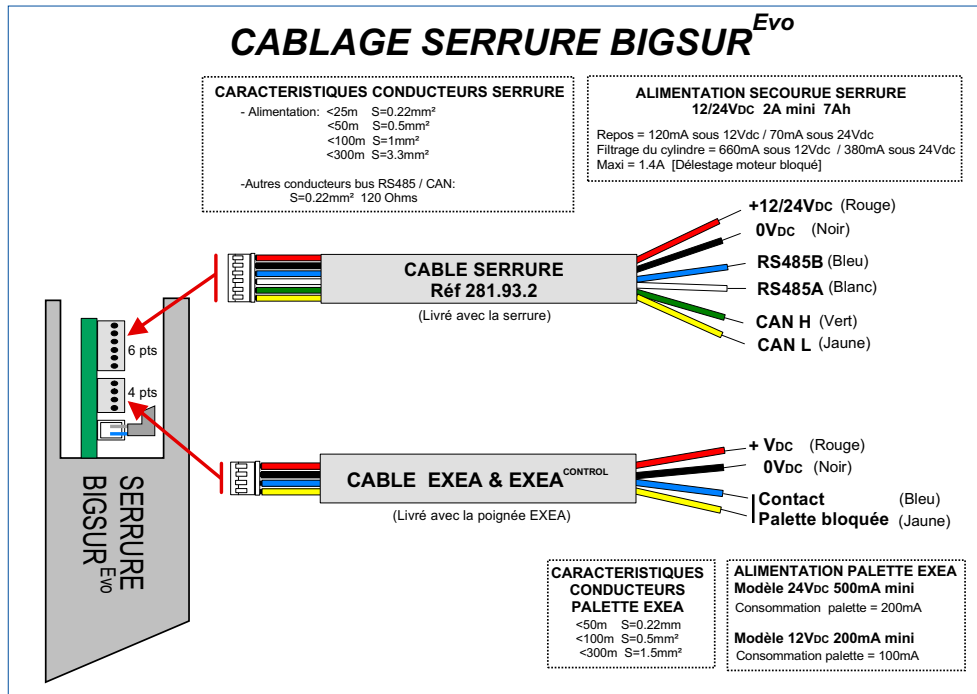 CABLAGE SERRURE BIGSUR Evo
CARACTERISTIQUES CONDUCTEURS SERRURE
- Alimentation: <25m S=0.22mm²
<50m S=0.5mm²
<100m S=1mm²
<300m S=3.3mm²
-Autres conducteurs bus RS485 / CAN:
S=0.22mm² 120 Ohms
ALIMENTATION SECOURUE SERRURE
12/24VDC 2A mini 7Ah
Repos = 120mA sous 12Vdc / 70mA sous 24Vdc
Filtrage du cylindre = 660mA sous 12Vdc / 380mA sous 24Vdc
Maxi = 1.4A [Délestage moteur bloqué]
CABLE SERRURE
Réf 281.93.2
(Livré avec la serrure)
+12/24VDC (Rouge)
0VDC (Noir)
RS485B (Bleu)
RS485A (Blanc)
CAN H (Vert)
CAN L (Jaune)
6 pts
4 pts
SERRURE
BIGSUR Evo
CABLE EXEA & EXEA CONTROL
(Livré avec la poignée EXEA)
+ VDC (Rouge)
0VDC (Noir)
Contact (Bleu)
Palette bloquée (Jaune)
CARACTERISTIQUES
CONDUCTEURS
PALETTE EXEA
<50m S=0.22mm
<100m S=0.5mm²
<300m S=1.5mm²
ALIMENTATION PALETTE EXEA
Modèle 24VDC 500mA mini
Consommation palette = 200mA
Modèle 12VDC 200mA mini
Consommation palette = 100mA